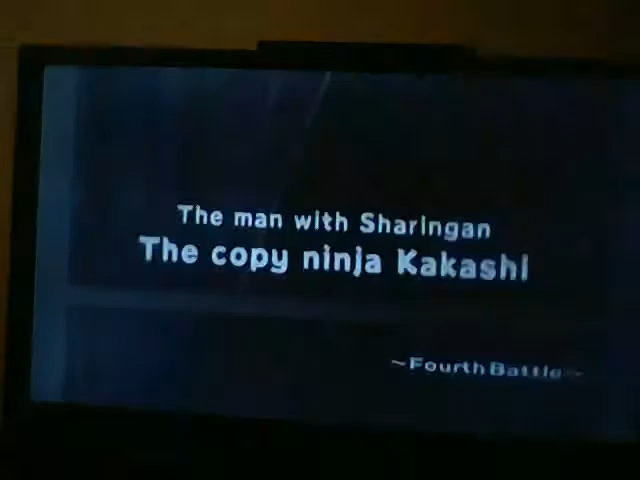 The man with Sharingan
The copy ninja Kakashi
~Fourth Battle~